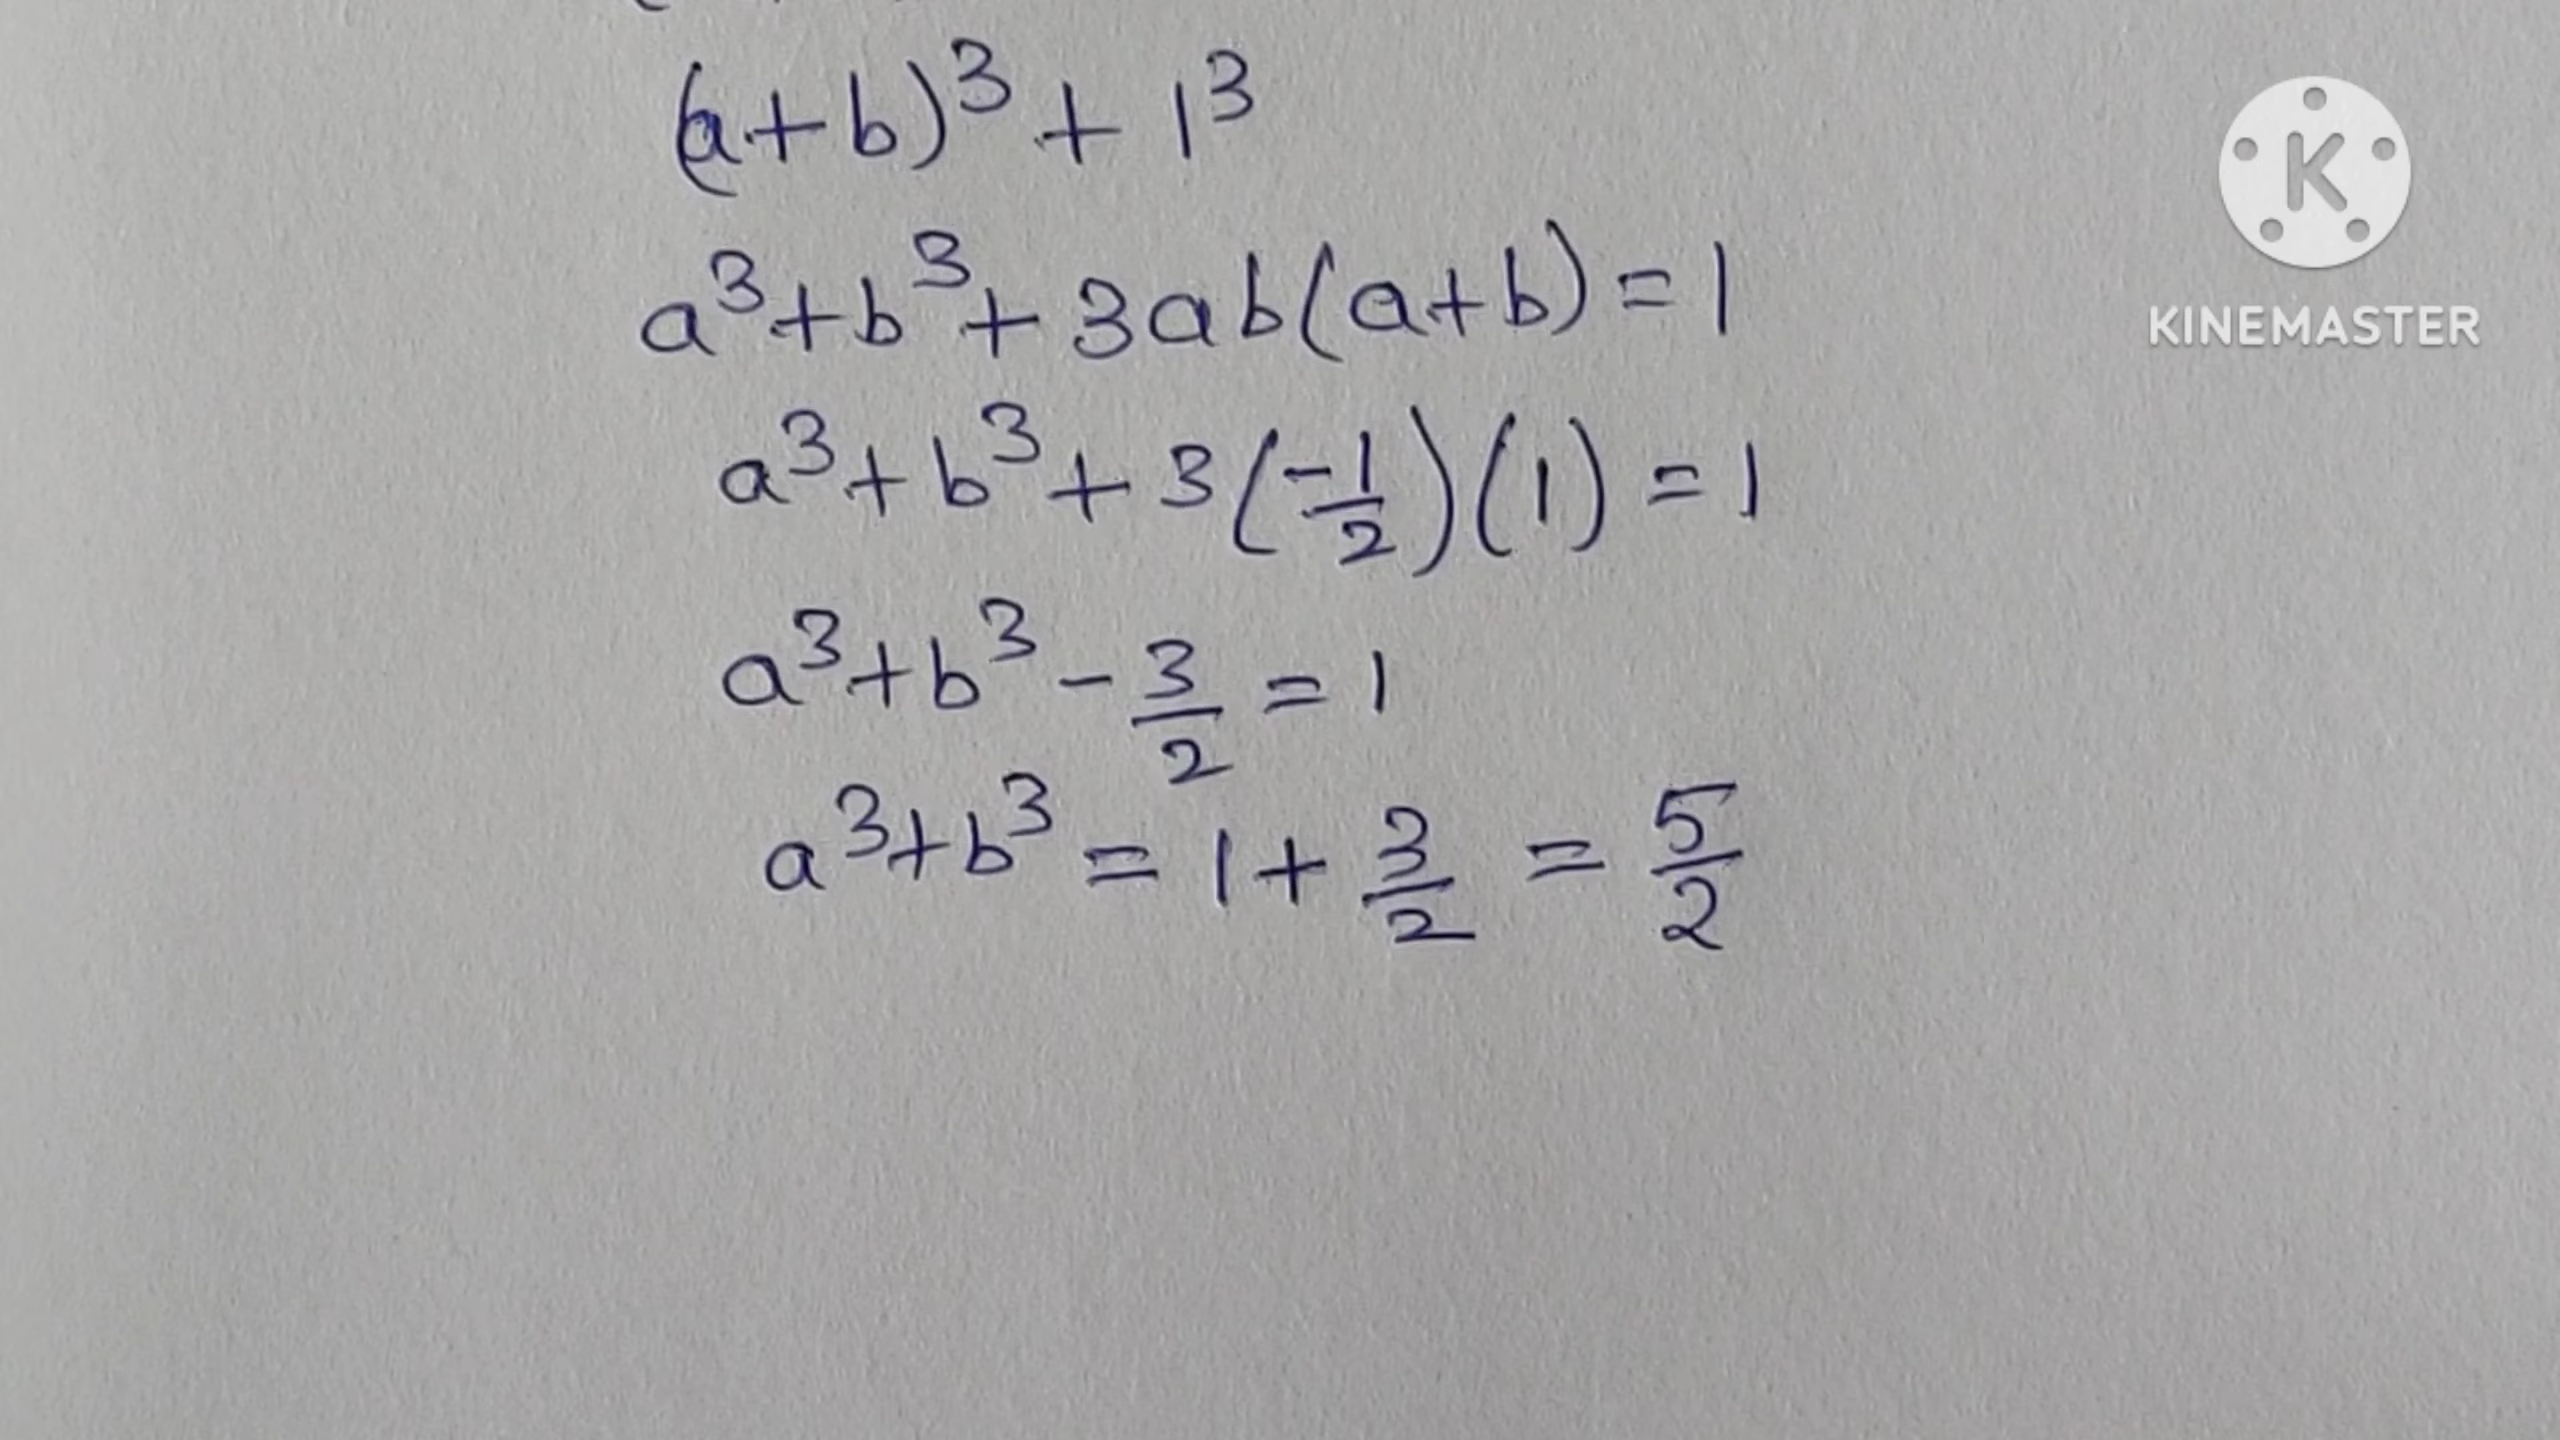 (a+b)³ + 1³
a³+b³+3ab(a+b)=1
a³+b³+3(-1/2)(1)=1
a³+b³-3/2=1
a³+b³=1+3/2=5/2
K
KINEMASTER